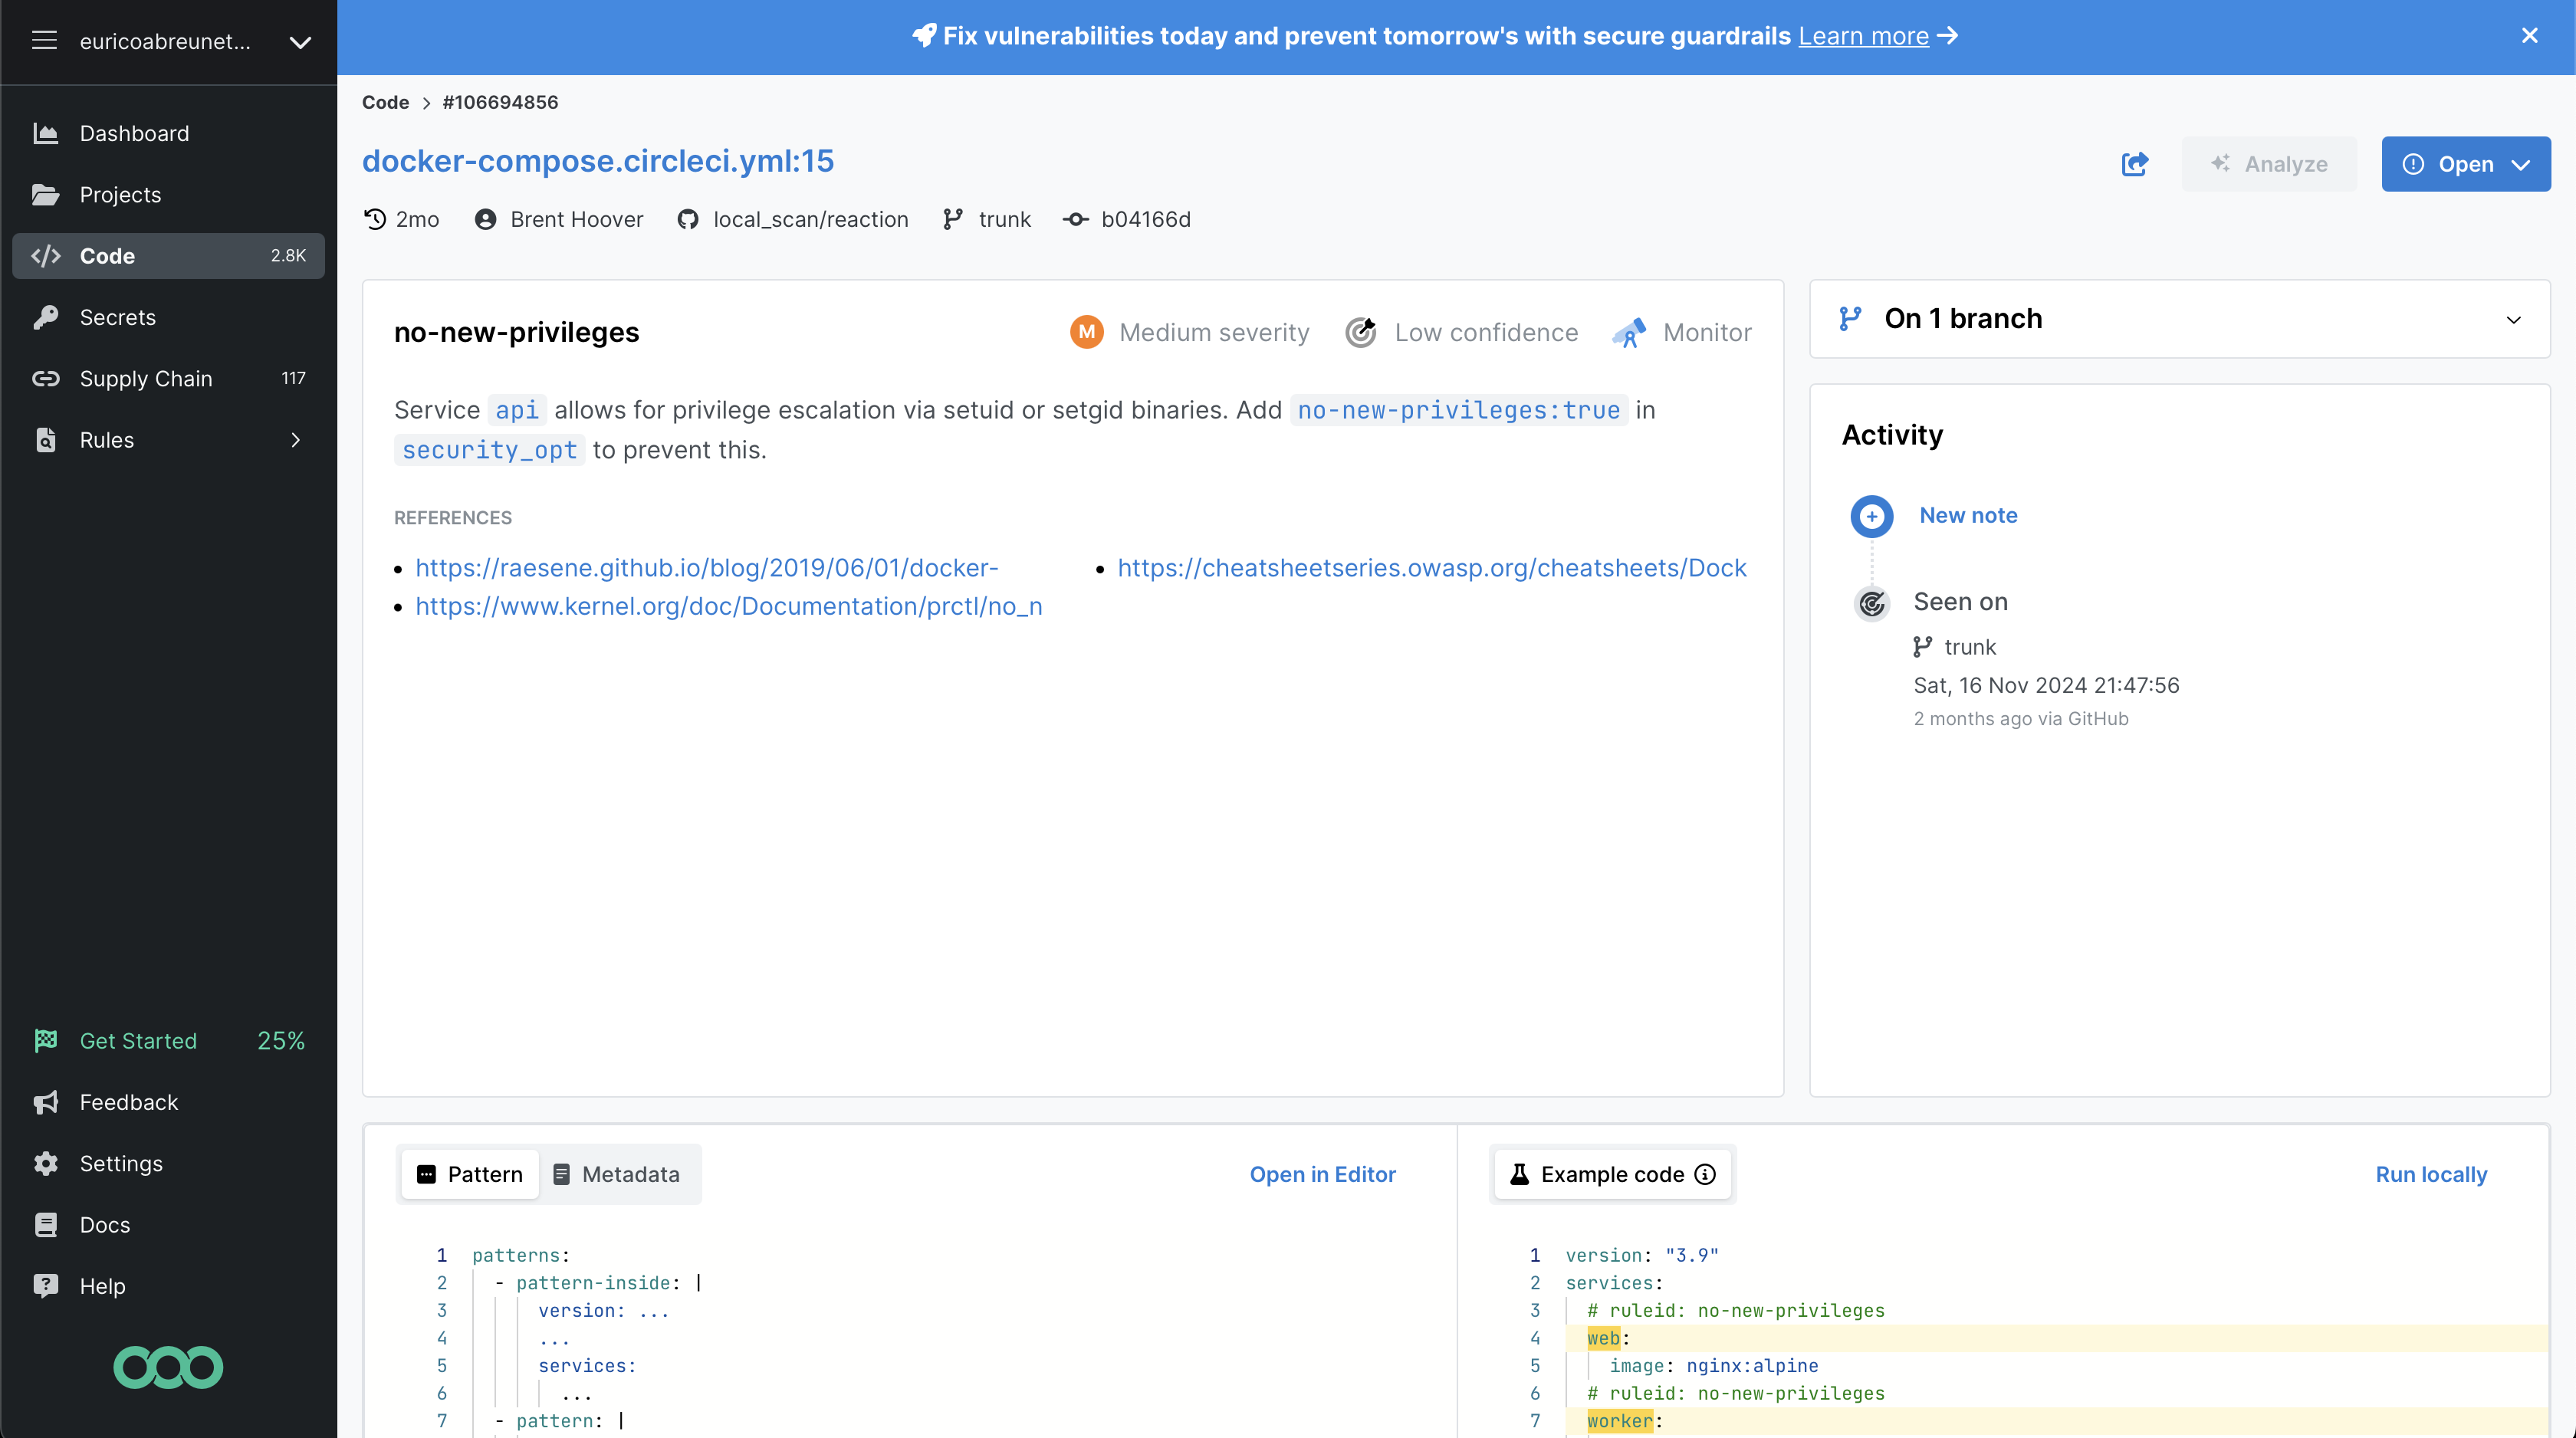 euricoabreunet...
Dashboard
Projects
Code 2.8K
Secrets
Supply Chain 117
Rules
Get Started 25%
Feedback
Settings
Docs
Help
Fix vulnerabilities today and prevent tomorrow's with secure guardrails Learn more
Code > #106694856
docker-compose.circleci.yml:15
Analyze
Open
2mo Brent Hoover local_scan/reaction trunk b04166d
no-new-privileges
M Medium severity Low confidence Monitor
Service api allows for privilege escalation via setuid or setgid binaries. Add no-new-privileges:true in
security_opt to prevent this.
REFERENCES
https://raesene.github.io/blog/2019/06/01/docker-
https://www.kernel.org/doc/Documentation/prctl/no_n
https://cheatsheetseries.owasp.org/cheatsheets/Dock
On 1 branch
Activity
New note
Seen on
trunk
Sat, 16 Nov 2024 21:47:56
2 months ago via GitHub
Pattern Metadata Open in Editor
1 patterns:
2 - pattern-inside: |
3 version: ...
4 ...
5 services:
6 ...
7 - pattern: |
Example code Run locally
1 version: "3.9"
2 services:
3 # ruleid: no-new-privileges
4 web:
5 image: nginx:alpine
6 # ruleid: no-new-privileges
7 worker: